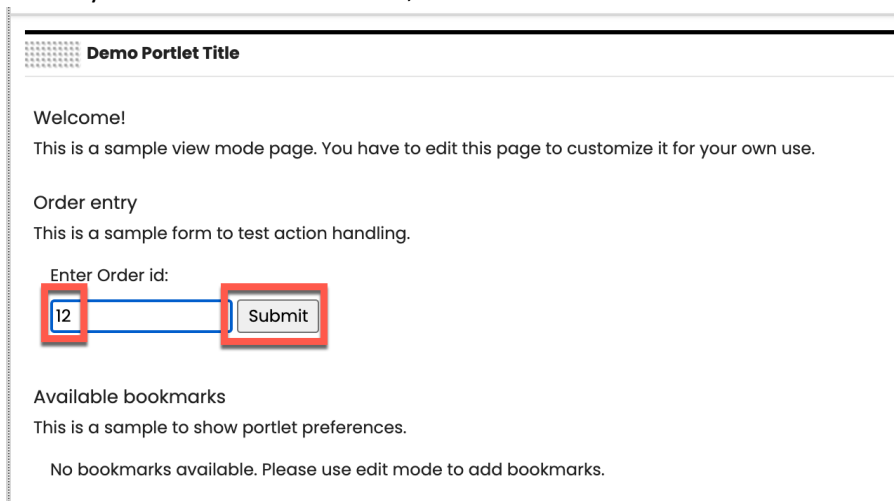 Demo Portlet Title
Welcome!
This is a sample view mode page. You have to edit this page to customize it for your own use.
Order entry
This is a sample form to test action handling.
Enter Order id:
12 Submit
Available bookmarks
This is a sample to show portlet preferences.
No bookmarks available. Please use edit mode to add bookmarks.